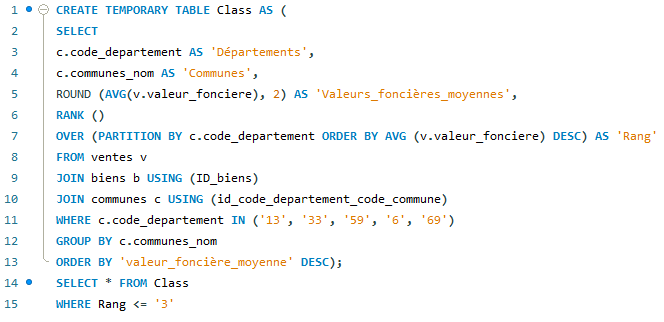 1 CREATE TEMPORARY TABLE Class AS (
2 SELECT
3 c.code_departement AS 'Départements',
4 c.communes_nom AS 'Communes',
5 ROUND (AVG(v.valeur_fonciere), 2) AS 'Valeurs_foncières_moyennes',
6 RANK ()
7 OVER (PARTITION BY c.code_departement ORDER BY AVG (v.valeur_fonciere) DESC) AS 'Rang'
8 FROM ventes v
9 JOIN biens b USING (ID_biens)
10 JOIN communes c USING (id_code_departement_code_commune)
11 WHERE c.code_departement IN ('13', '33', '59', '6', '69')
12 GROUP BY c.communes_nom
13 ORDER BY 'valeur_foncière_moyenne' DESC);
14 SELECT * FROM Class
15 WHERE Rang <= '3'